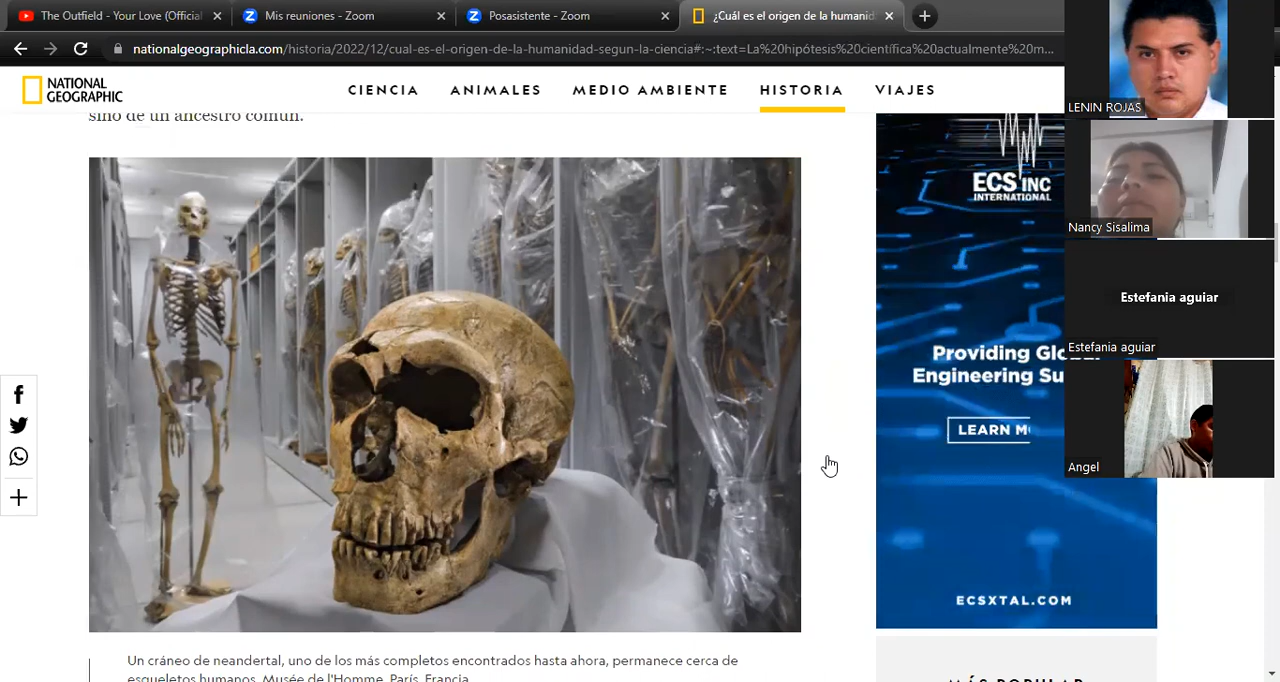 The Outfield - Your Love (Official
Mis reuniones - Zoom
Posasistente - Zoom
¿Cuál es el origen de la humanid
nationalgeographicla.com/historia/2022/12/cual-es-el-origen-de-la-humanidad-segun-la-ciencia#:~:text=La%20hipótesis%20científica%20actualmente%20m...
NATIONAL
GEOGRAPHIC
CIENCIA
ANIMALES
MEDIO AMBIENTE
HISTORIA
VIAJES
sino de un ancestro común.
ECS INC
INTERNATIONAL
Providing Glo
Engineering Su
LEARN M
ECSXTAL.COM
MÁS POPULAR
Un cráneo de neandertal, uno de los más completos encontrados hasta ahora, permanece cerca de
esqueletos humanos. Musée de l'Homme, París, Francia
LENIN ROJAS
Nancy Sisalima
Estefania aguiar
Estefania aguiar
Angel